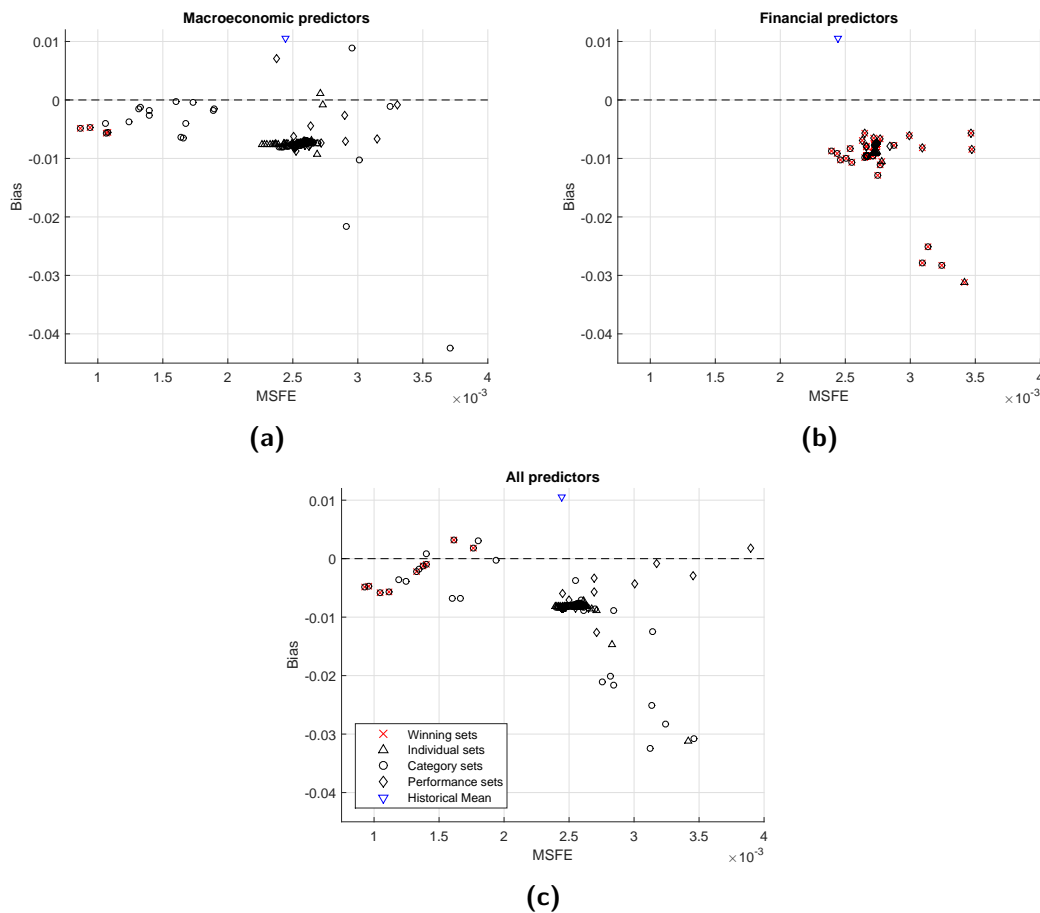 Macroeconomic predictors
0.01
0
-0.01
-0.02
-0.03
-0.04
Bias
1
1.5
2
2.5
3
3.5
4
MSFE
×10-3
(a)
Financial predictors
0.01
0
-0.01
-0.02
-0.03
-0.04
Bias
1
1.5
2
2.5
3
3.5
4
MSFE
×10-3
(b)
All predictors
0.01
0
-0.01
-0.02
-0.03
-0.04
Bias
Winning sets
Individual sets
Category sets
Performance sets
Historical Mean
1
1.5
2
2.5
3
3.5
4
MSFE
×10-3
(c)